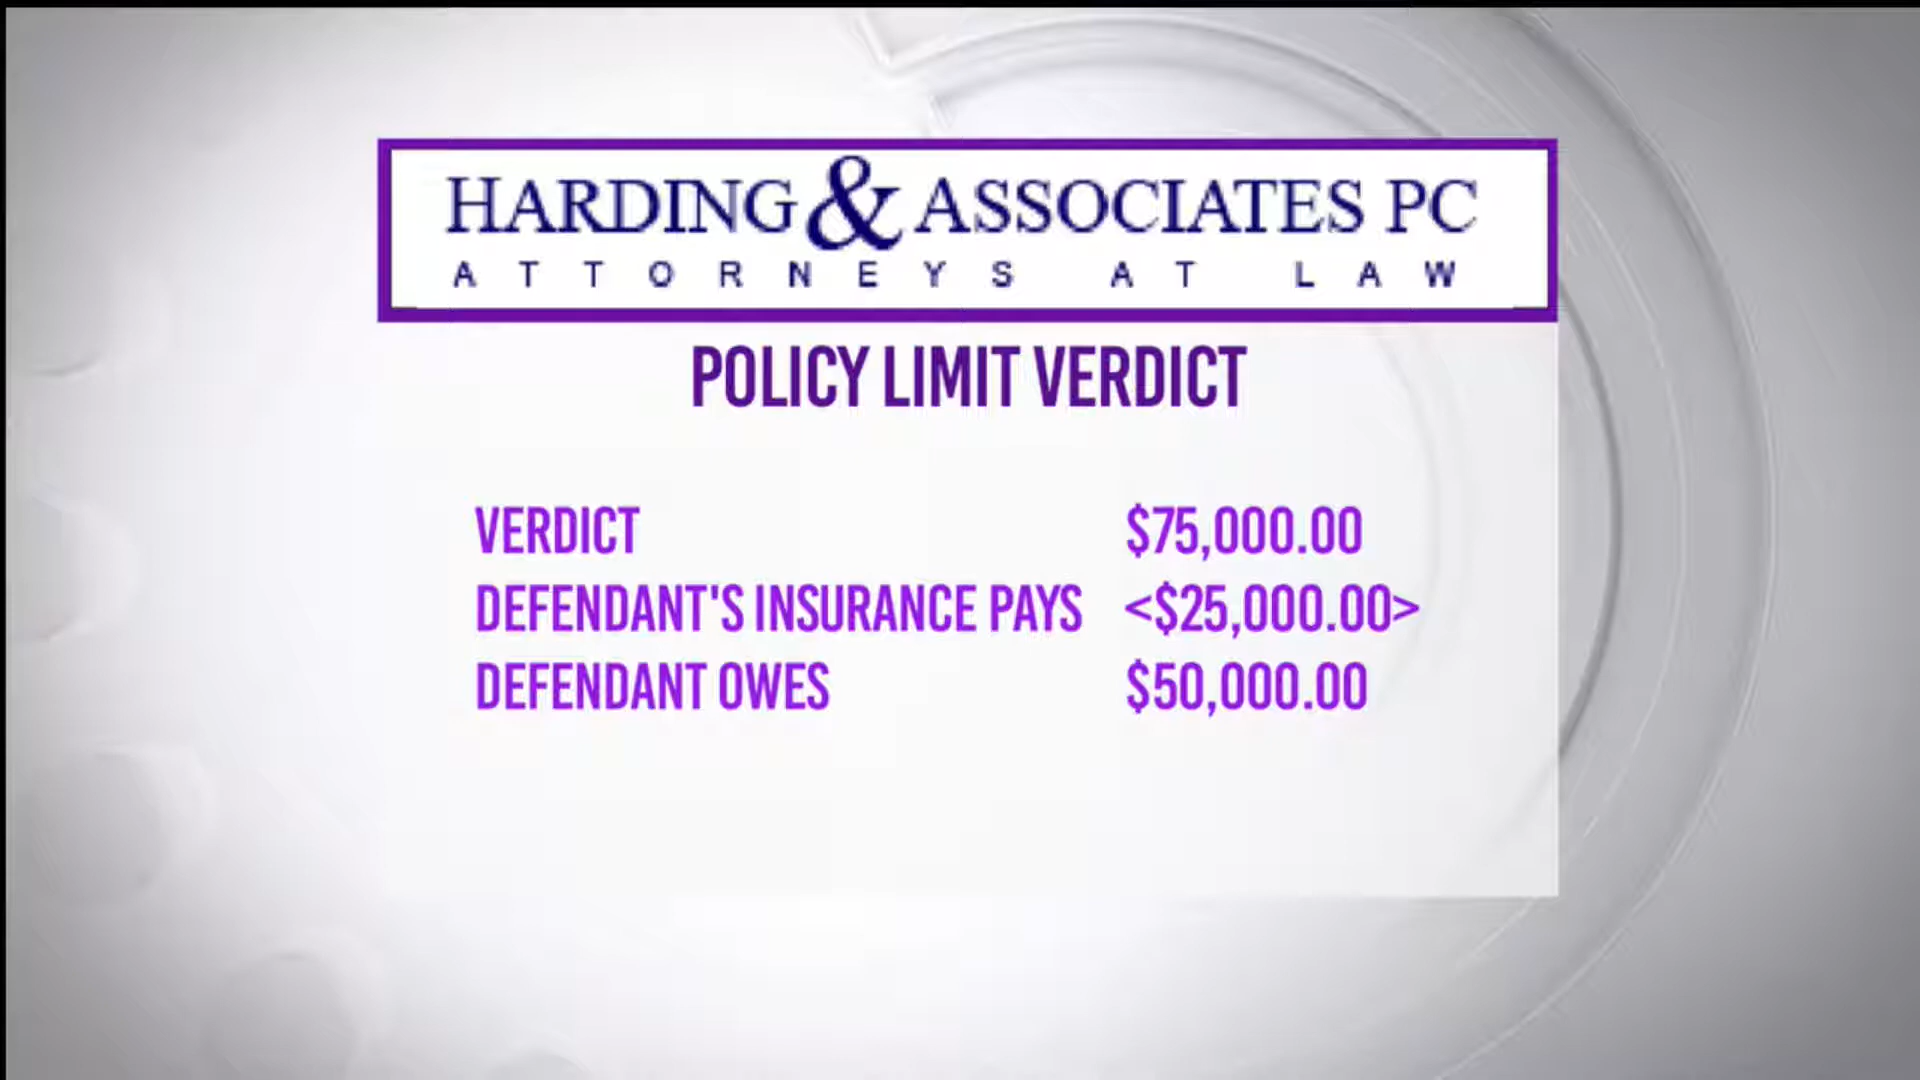 HARDING & ASSOCIATES PC
ATTORNEYS AT LAW
POLICY LIMIT VERDICT
VERDICT $75,000.00
DEFENDANT'S INSURANCE PAYS <$25,000.00>
DEFENDANT OWES $50,000.00